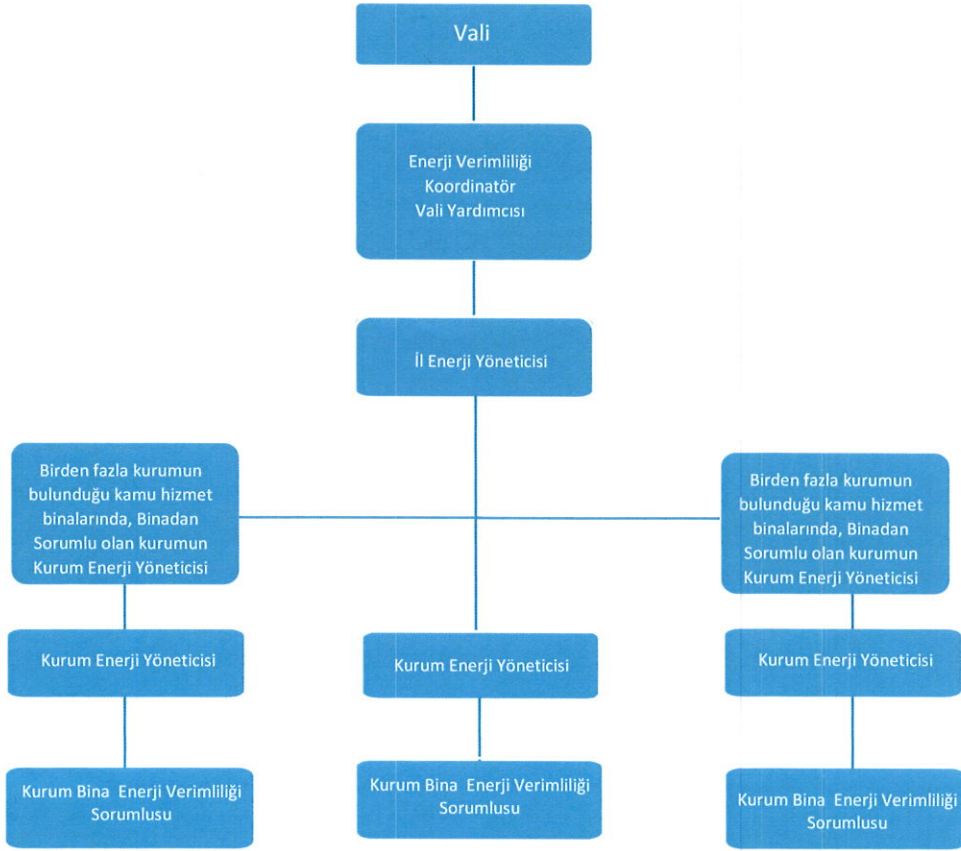 Vali
Enerji Verimliliği
Koordinatör
Vali Yardımcısı
İl Enerji Yöneticisi
Birden fazla kurumun
bulunduğu kamu hizmet
binalarında, Binadan
Sorumlu olan kurumun
Kurum Enerji Yöneticisi
Birden fazla kurumun
bulunduğu kamu hizmet
binalarında, Binadan
Sorumlu olan kurumun
Kurum Enerji Yöneticisi
Kurum Enerji Yöneticisi
Kurum Enerji Yöneticisi
Kurum Enerji Yöneticisi
Kurum Bina  Enerji Verimliliği
Sorumlusu
Kurum Bina  Enerji Verimliliği
Sorumlusu
Kurum Bina  Enerji Verimliliği
Sorumlusu